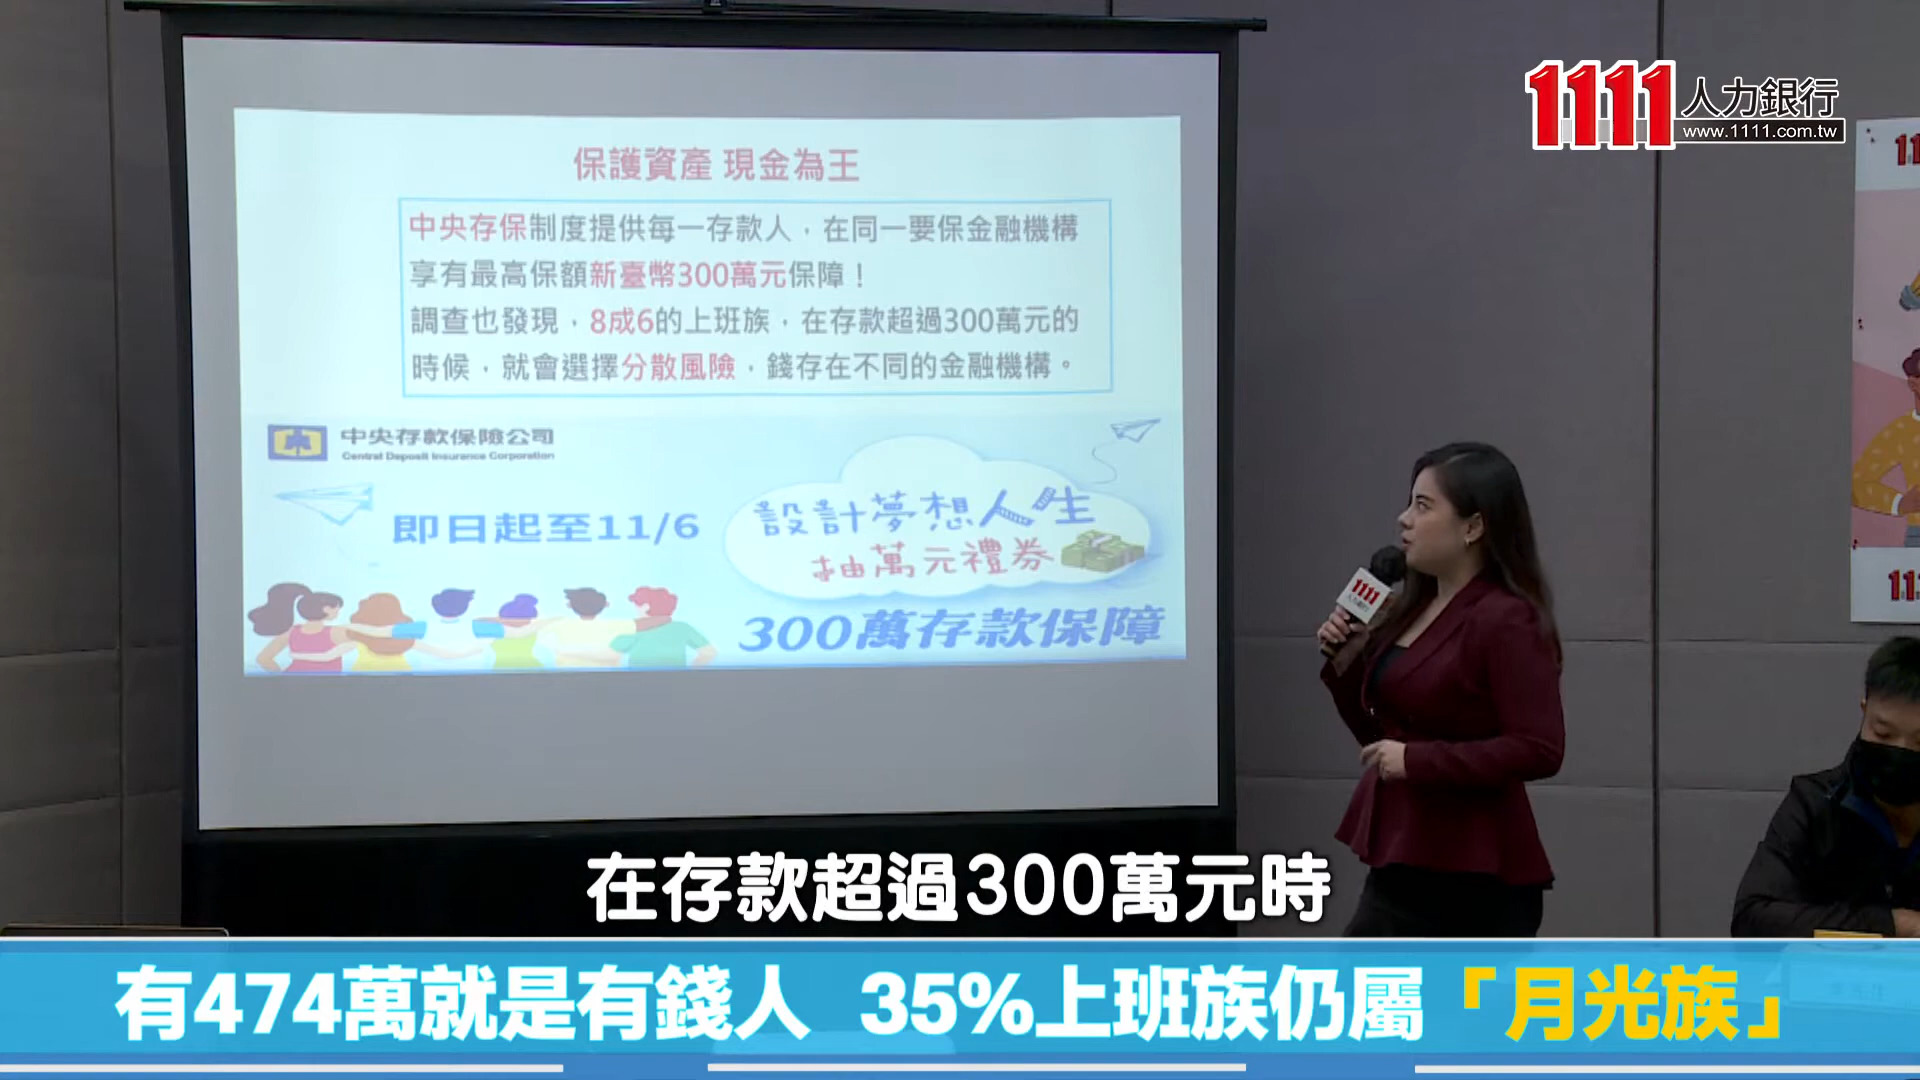 1111 人力銀行
www.1111.com.tw
保護資產 現金為王
中央存保制度提供每一存款人，在同一要保金融機構
享有最高保額新臺幣300萬元保障！
調查也發現，8成6的上班族，在存款超過300萬元的
時候，就會選擇分散風險，錢存在不同的金融機構。
中央存款保險公司
Central Deposit Insurance Corporation
即日起至11/6
設計夢想人生
抽萬元禮券
300萬存款保障
1111
人力銀行
11
11
在存款超過300萬元時
有474萬就是有錢人 35%上班族仍屬「月光族」